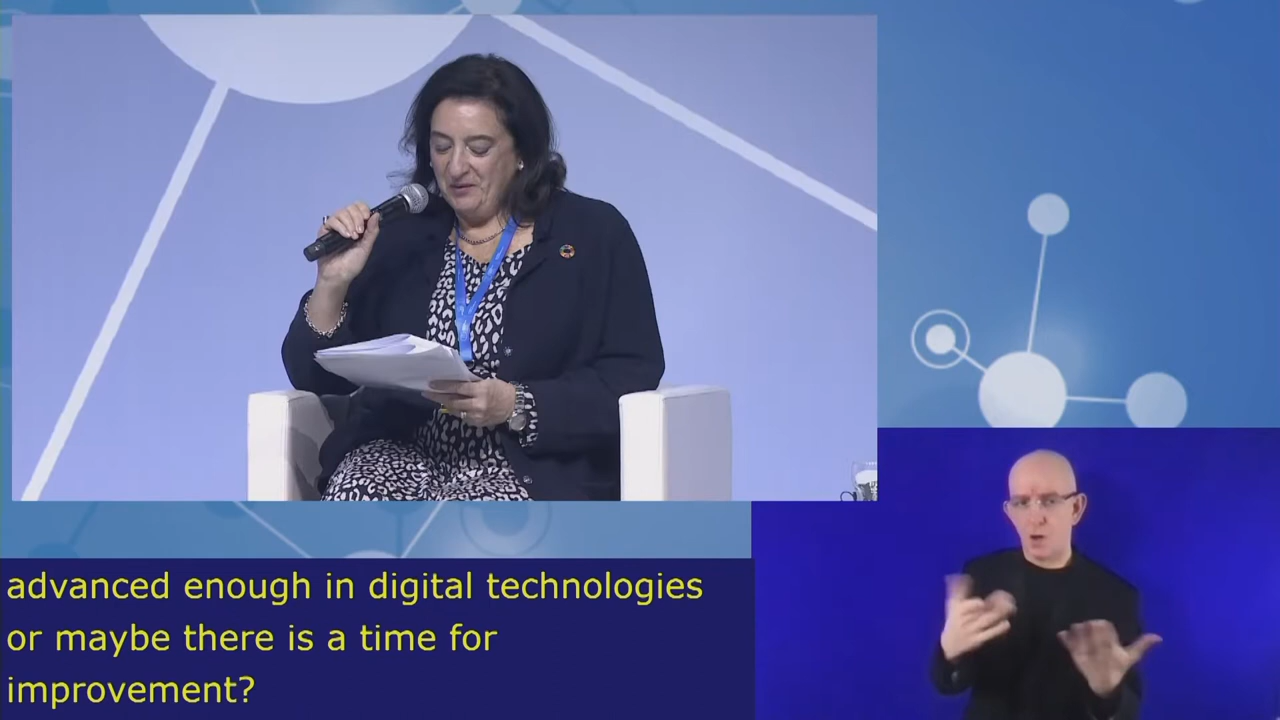 advanced enough in digital technologies
or maybe there is a time for
improvement?